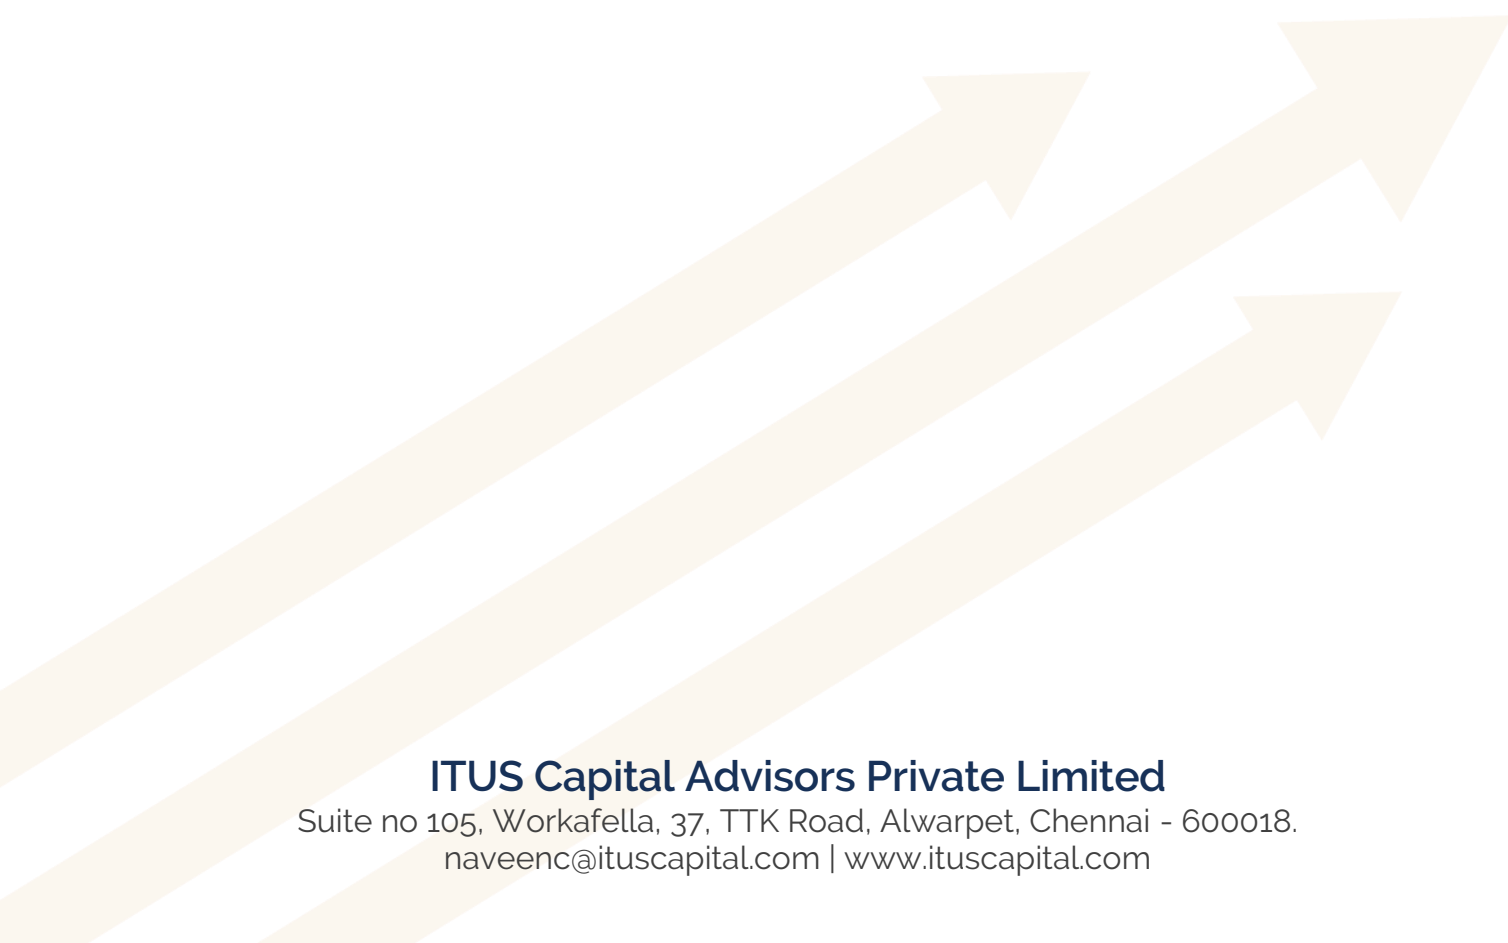 ITUS Capital Advisors Private Limited
Suite no 105, Workafella, 37, TTK Road, Alwarpet, Chennai - 600018.
naveenc@ituscapital.com | www.ituscapital.com